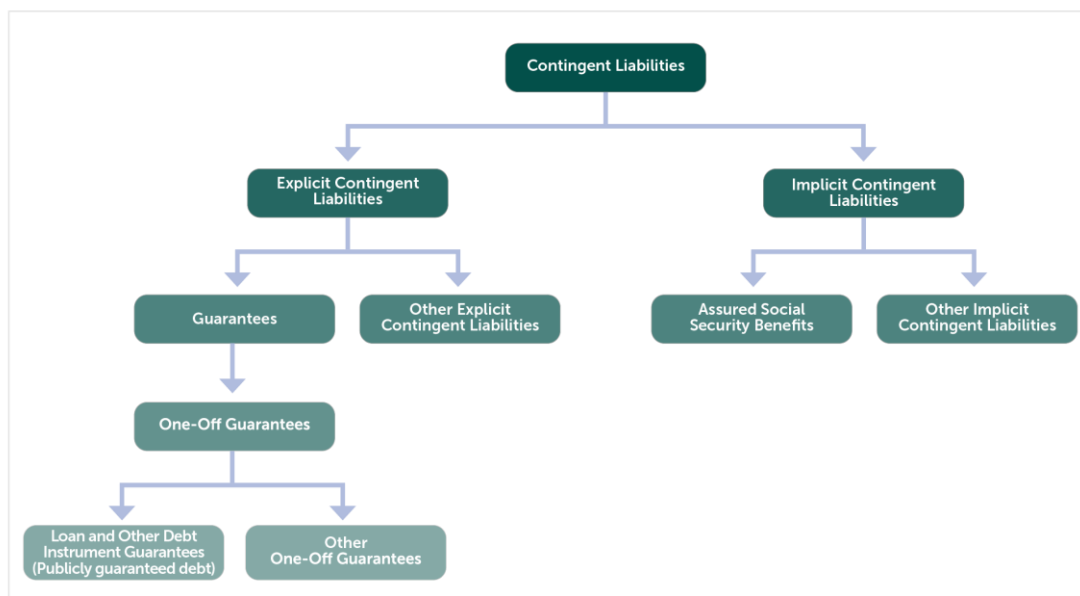 Contingent Liabilities
Explicit Contingent
Liabilities
Implicit Contingent
Liabilities
Guarantees
Other Explicit
Contingent Liabilities
Assured Social
Security Benefits
Other Implicit
Contingent Liabilities
One-Off Guarantees
Loan and Other Debt
Instrument Guarantees
(Publicly guaranteed debt)
Other
One-Off Guarantees